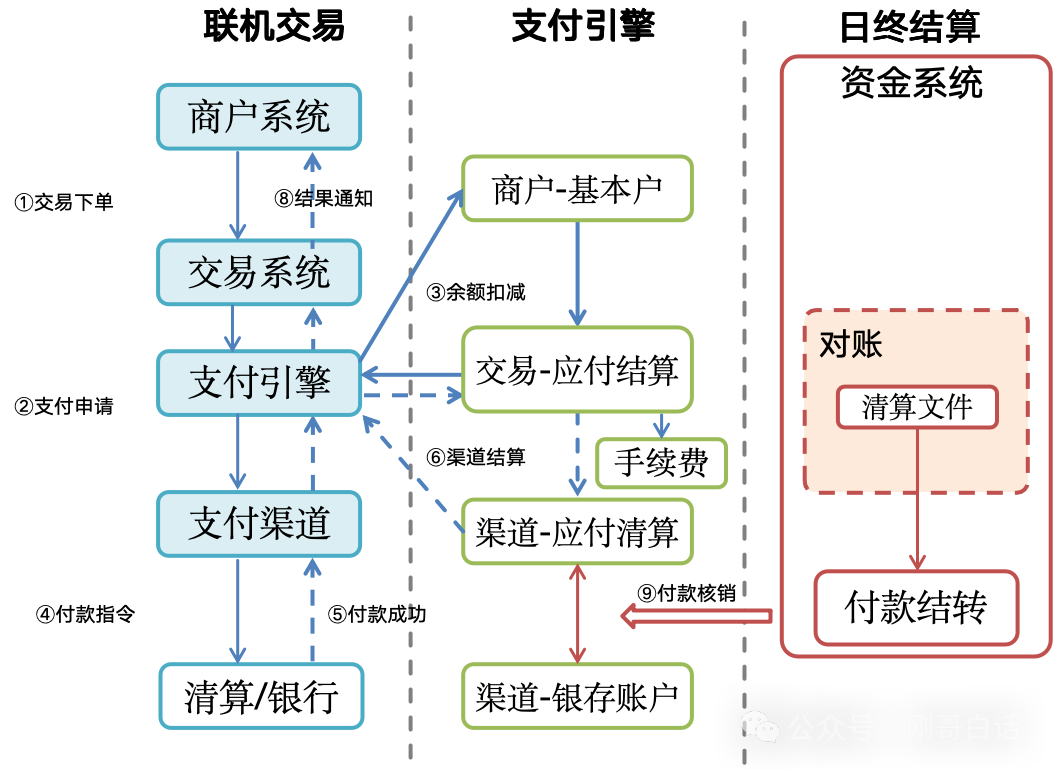 联机交易
支付引擎
日终结算
资金系统
商户系统
商户-基本户
①交易下单
⑧结果通知
交易系统
③余额扣减
对账
支付引擎
交易-应付结算
清算文件
②支付申请
⑥渠道结算
手续费
支付渠道
渠道-应付清算
④付款指令
⑤付款成功
⑨付款核销
付款结转
清算/银行
渠道-银存账户
公众号
刚哥白话